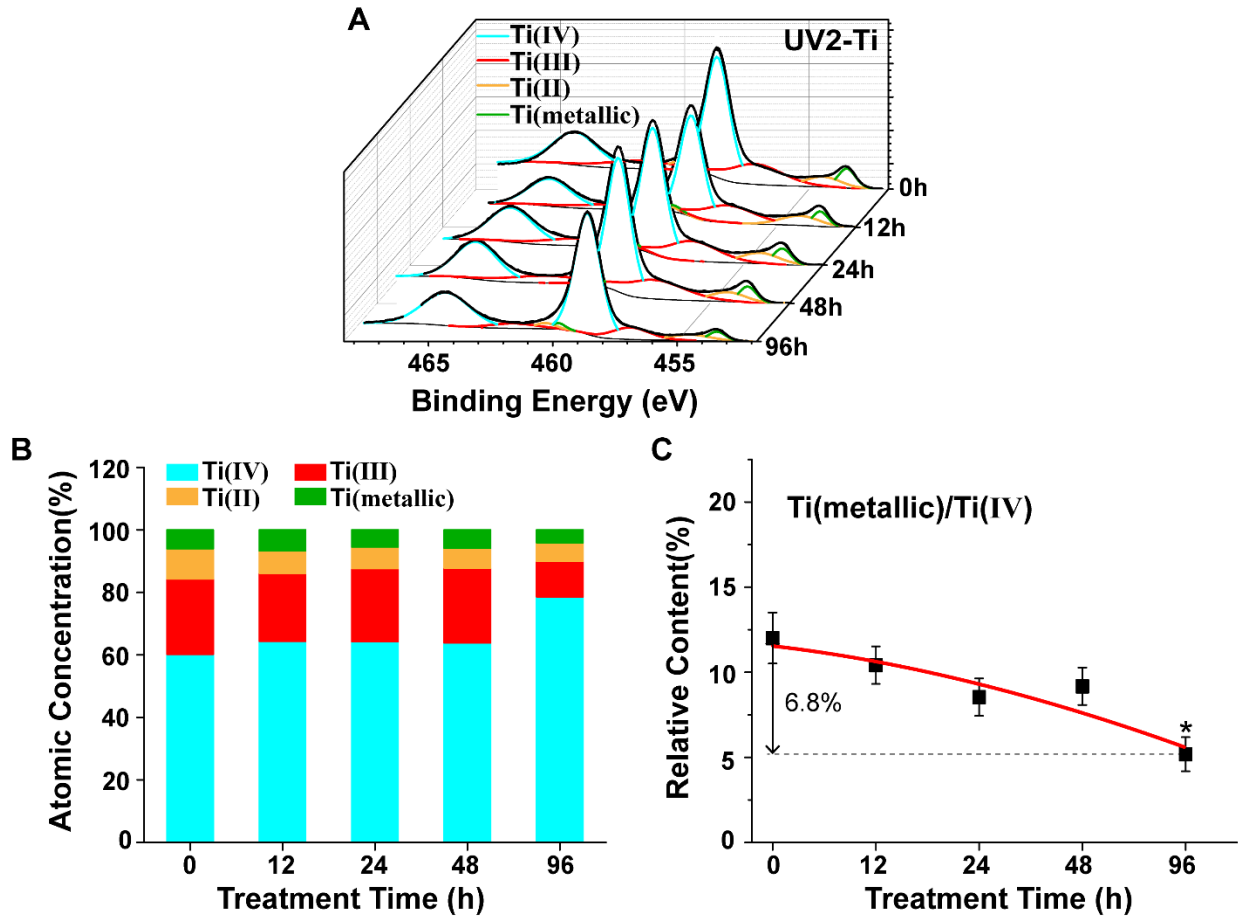 A
UV2-Ti
Ti(IV)
Ti(III)
Ti(II)
Ti(metallic)
0h
12h
24h
48h
96h
465 460 455
Binding Energy (eV)
B
Ti(IV) Ti(III)
Ti(II) Ti(metallic)
Atomic Concentration(%)
120
100
80
60
40
20
0
0 12 24 48 96
Treatment Time (h)
C
Ti(metallic)/Ti(IV)
Relative Content(%)
20
15
10
5
0
6.8%
*
0 12 24 48 96
Treatment Time (h)